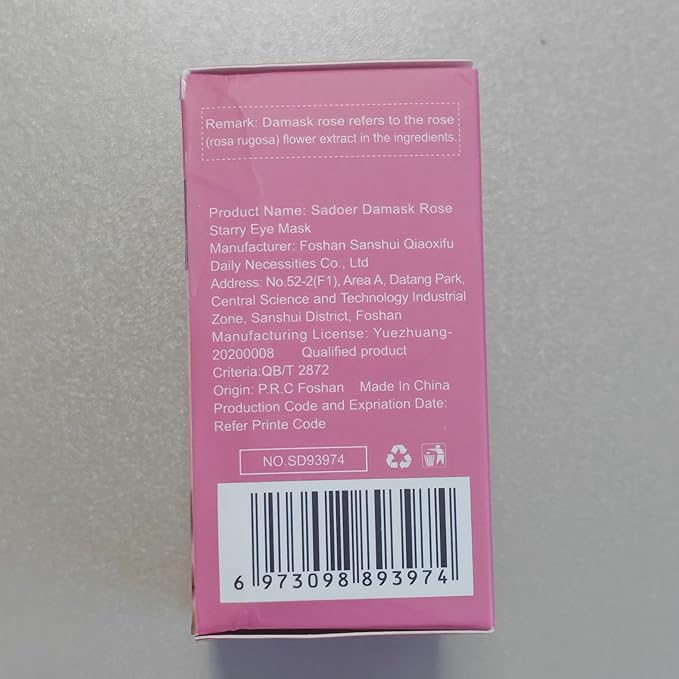 Remark: Damask rose refers to the rose
(rosa rugosa) flower extract in the ingredients.
Product Name: Sadoer Damask Rose
Starry Eye Mask
Manufacturer: Foshan Sanshui Qiaoxifu
Daily Necessities Co., Ltd
Address: No.52-2(F1), Area A, Datang Park,
Central Science and Technology Industrial
Zone, Sanshui District, Foshan
Manufacturing License: Yuezhuang-
20200008 Qualified product
Criteria:QB/T 2872
Origin: P.R.C Foshan Made In China
Production Code and Expriation Date:
Refer Printe Code
NO.SD93974
6 973098 893974